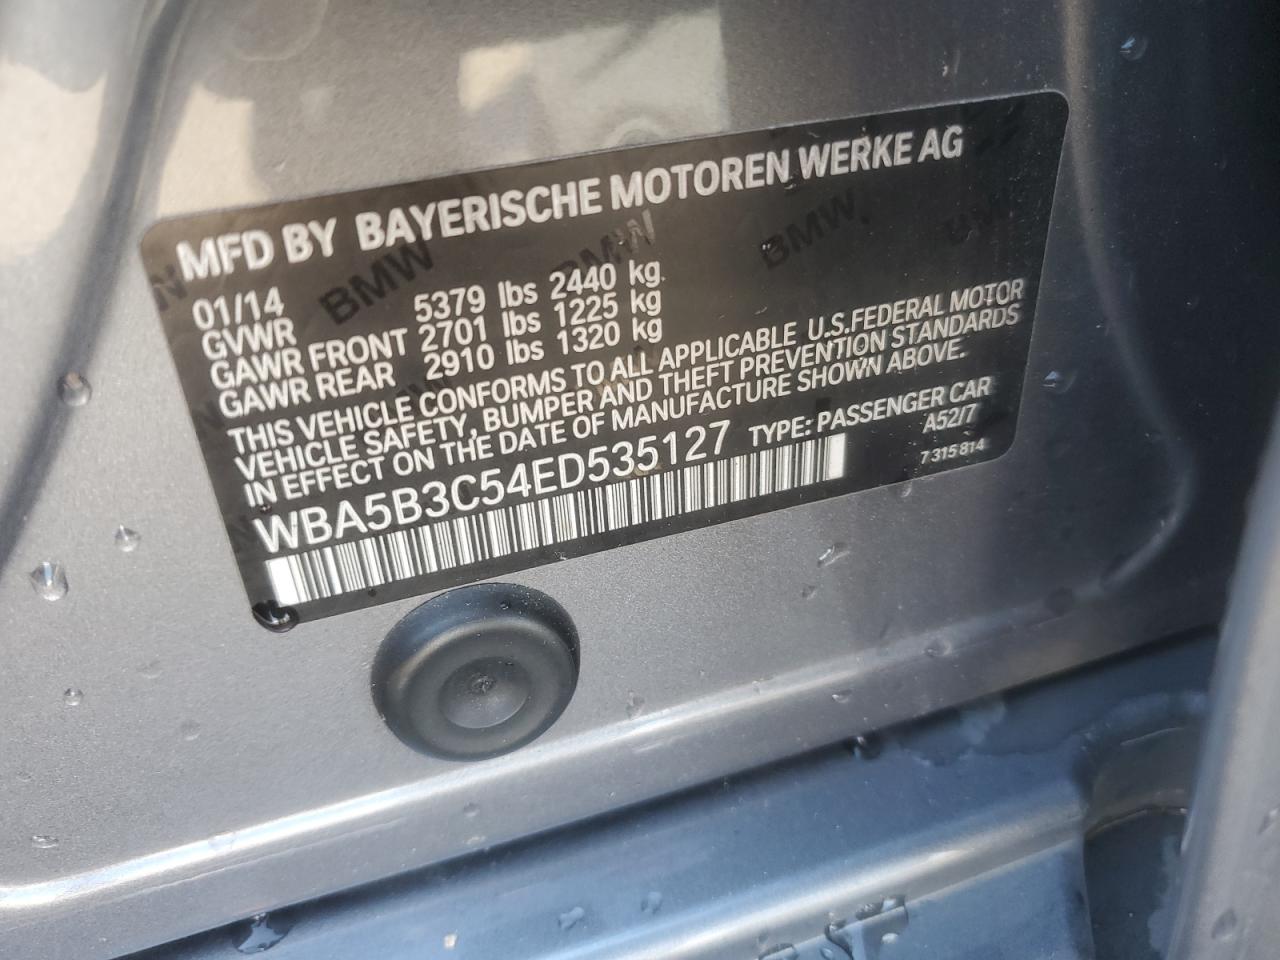 MFD BY BAYERISCHE MOTOREN WERKE AG
01/14
GVWR 5379 lbs 2440 kg
GAWR FRONT 2701 lbs 1225 kg
GAWR REAR 2910 lbs 1320 kg
THIS VEHICLE CONFORMS TO ALL APPLICABLE U.S.FEDERAL MOTOR
VEHICLE SAFETY, BUMPER AND THEFT PREVENTION STANDARDS
IN EFFECT ON THE DATE OF MANUFACTURE SHOWN ABOVE.
WBA5B3C54ED535127 TYPE: PASSENGER CAR
A52/7
7 315 814
BMW
BMW
BMW